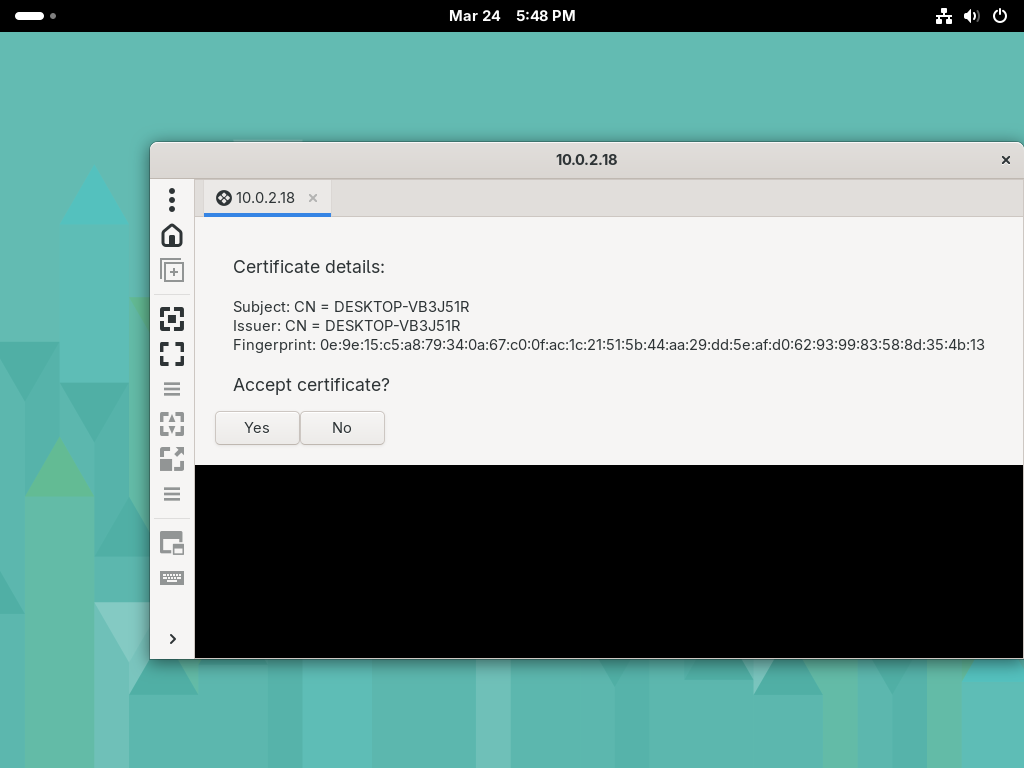 Mar 24 5:48 PM
10.0.2.18
10.0.2.18
Certificate details:
Subject: CN = DESKTOP-VB3J51R
Issuer: CN = DESKTOP-VB3J51R
Fingerprint: 0e:9e:15:c5:a8:79:34:0a:67:c0:0f:ac:1c:21:51:5b:44:aa:29:dd:5e:af:d0:62:93:99:83:58:8d:35:4b:13
Accept certificate?
Yes No